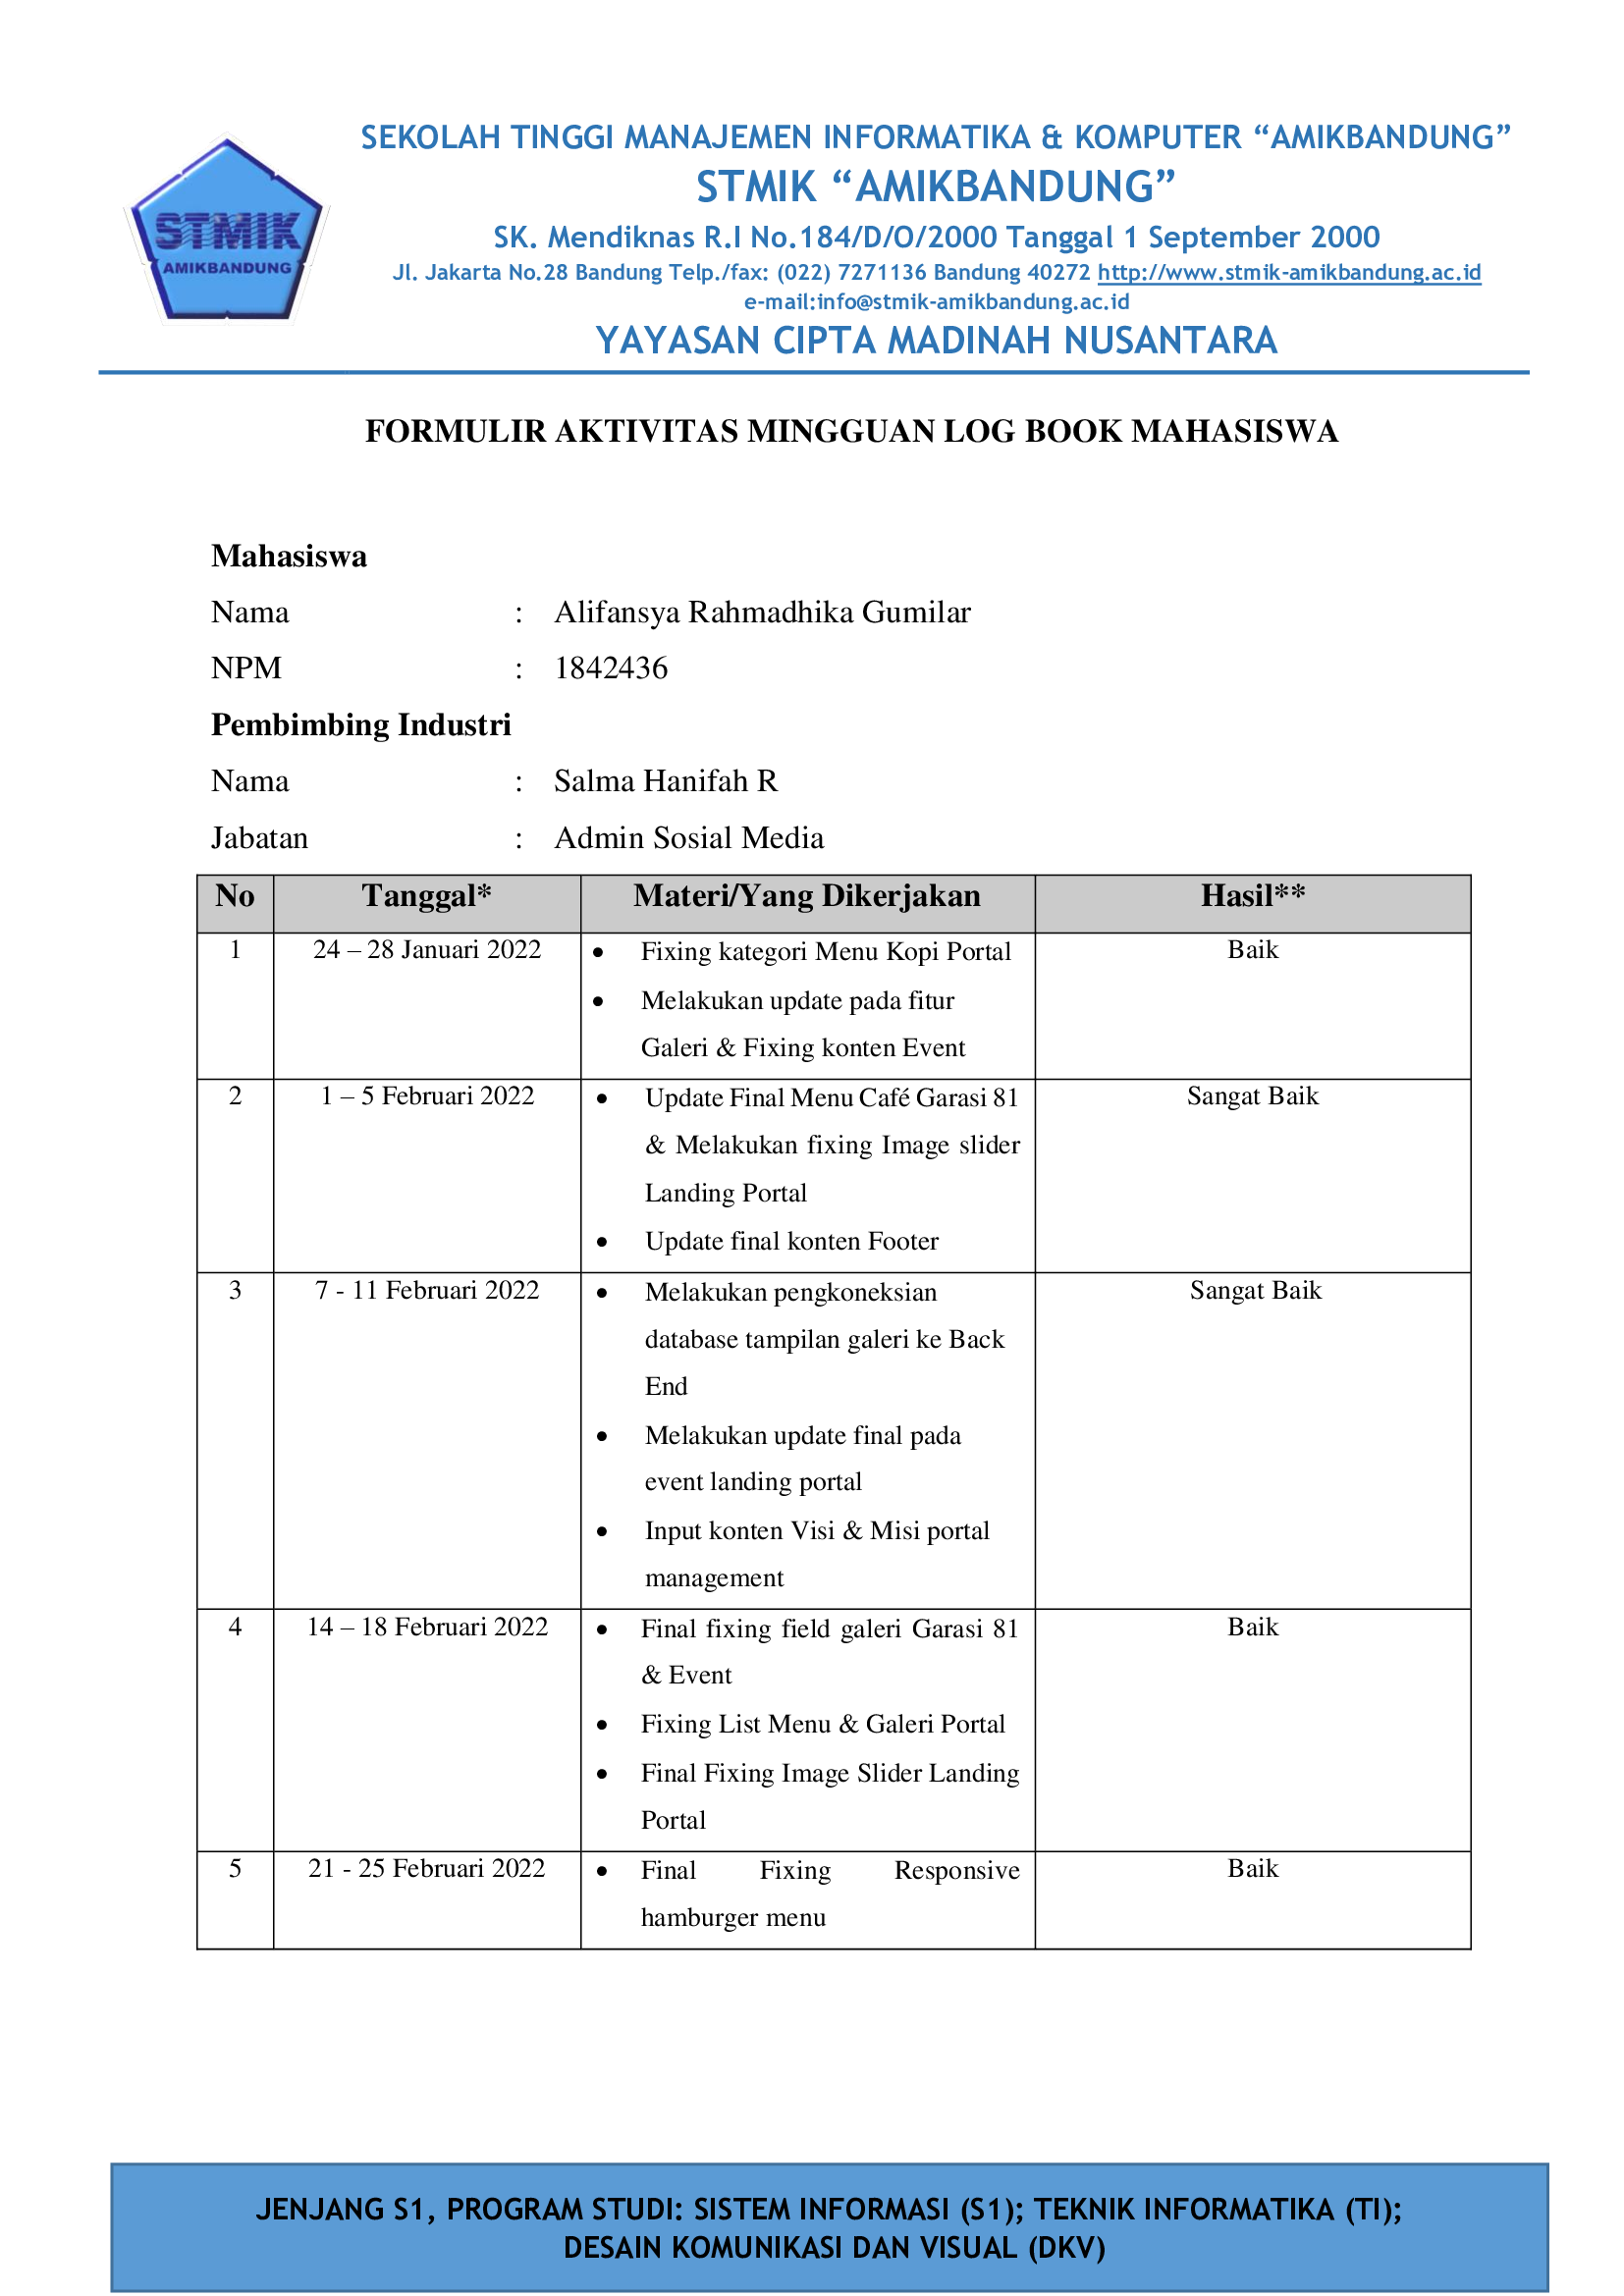 SEKOLAH TINGGI MANAJEMEN INFORMATIKA & KOMPUTER “AMIKBANDUNG”
STMIK “AMIKBANDUNG”
SK. Mendiknas R.I No.184/D/O/2000 Tanggal 1 September 2000
Jl. Jakarta No.28 Bandung Telp./fax: (022) 7271136 Bandung 40272 http://www.stmik-amikbandung.ac.id
e-mail:info@stmik-amikbandung.ac.id
YAYASAN CIPTA MADINAH NUSANTARA
STMIK
AMIKBANDUNG
FORMULIR AKTIVITAS MINGGUAN LOG BOOK MAHASISWA
Mahasiswa
Nama : Alifansya Rahmadhika Gumilar
NPM : 1842436
Pembimbing Industri
Nama : Salma Hanifah R
Jabatan : Admin Sosial Media
No Tanggal* Materi/Yang Dikerjakan Hasil**
1 24 – 28 Januari 2022 • Fixing kategori Menu Kopi Portal Baik
• Melakukan update pada fitur
Galeri & Fixing konten Event
2 1 – 5 Februari 2022 • Update Final Menu Café Garasi 81 Sangat Baik
& Melakukan fixing Image slider
Landing Portal
• Update final konten Footer
3 7 - 11 Februari 2022 • Melakukan pengkoneksian Sangat Baik
database tampilan galeri ke Back
End
• Melakukan update final pada
event landing portal
• Input konten Visi & Misi portal
management
4 14 – 18 Februari 2022 • Final fixing field galeri Garasi 81 Baik
& Event
• Fixing List Menu & Galeri Portal
• Final Fixing Image Slider Landing
Portal
5 21 - 25 Februari 2022 • Final Fixing Responsive Baik
hamburger menu
JENJANG S1, PROGRAM STUDI: SISTEM INFORMASI (S1); TEKNIK INFORMATIKA (TI);
DESAIN KOMUNIKASI DAN VISUAL (DKV)